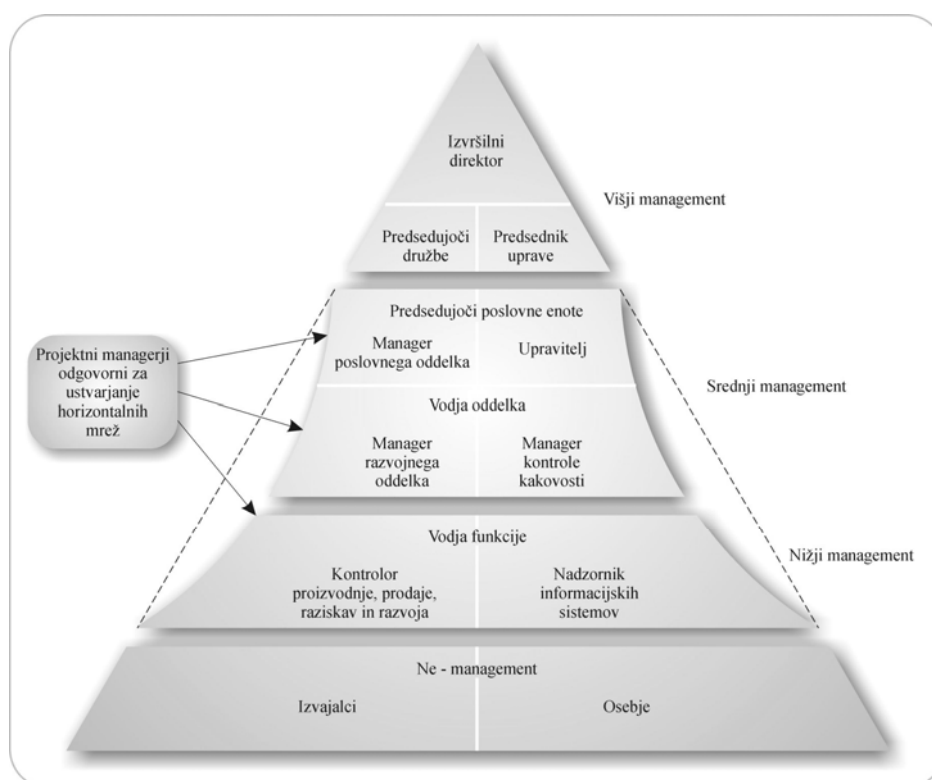 Izvršilni
direktor
Višji management
Predsedujoči
družbe
Predsednik
uprave
Predsedujoči poslovne enote
Manager
poslovnega oddelka
Upravitelj
Projektni managerji
odgovorni za
ustvarjanje
horizontalnih
mrež
Srednji management
Vodja oddelka
Manager
razvojnega
oddelka
Manager
kontrole
kakovosti
Nižji management
Vodja funkcije
Kontrolor
proizvodnje, prodaje,
raziskav in razvoja
Nadzornik
informacijskih
sistemov
Ne - management
Izvajalci
Osebje